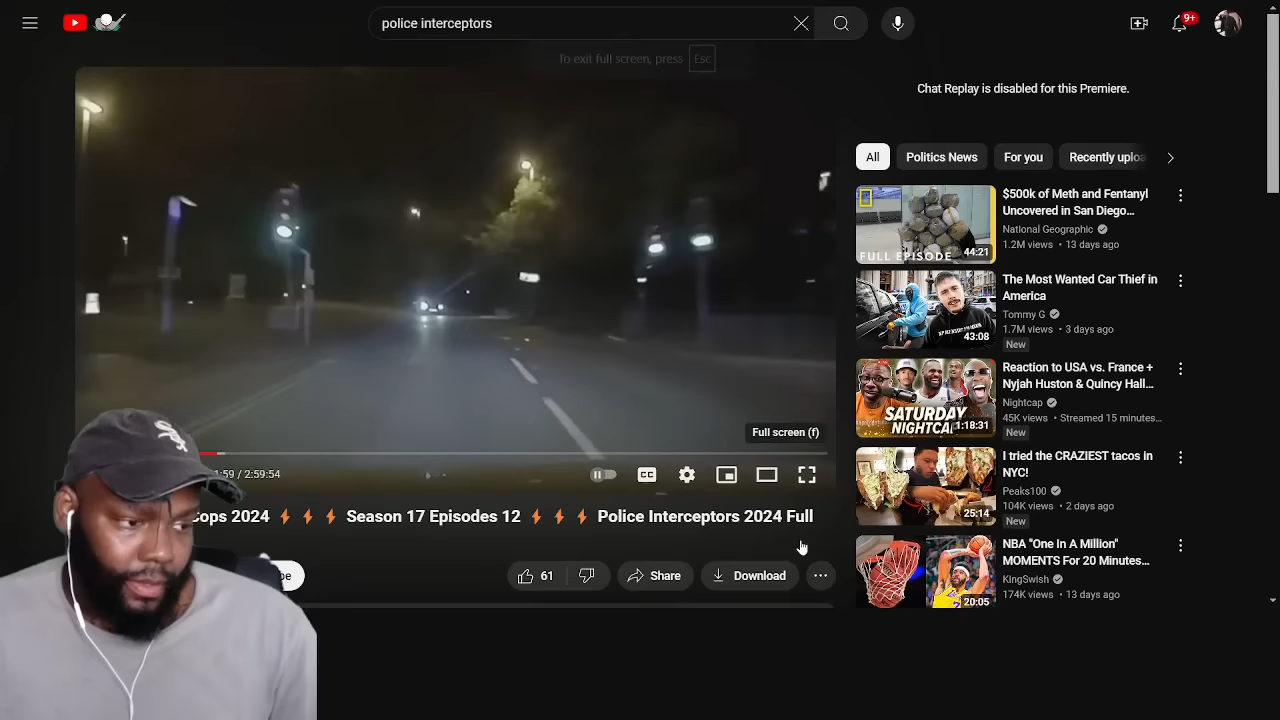 police interceptors
9+
To exit full screen, press Esc
Chat Replay is disabled for this Premiere.
All
Politics News
For you
Recently uploa
$500k of Meth and Fentanyl
Uncovered in San Diego…
National Geographic
1.2M views • 13 days ago
FULL EPISODE
44:21
The Most Wanted Car Thief in
America
Tommy G
1.7M views • 3 days ago
New
43:08
Reaction to USA vs. France +
Nyjah Huston & Quincy Hall…
Nightcap
45K views • Streamed 15 minutes…
New
SATURDAY
NIGHTCAP
1:18:31
I tried the CRAZIEST tacos in
NYC!
Peaks100
104K views • 2 days ago
New
25:14
NBA "One In A Million"
MOMENTS For 20 Minutes…
KingSwish
174K views • 13 days ago
20:05
Full screen (f)
1:59 / 2:59:54
CC
Cops 2024 ⚡ ⚡ ⚡ Season 17 Episodes 12 ⚡ ⚡ ⚡ Police Interceptors 2024 Full
be
61
Share
Download